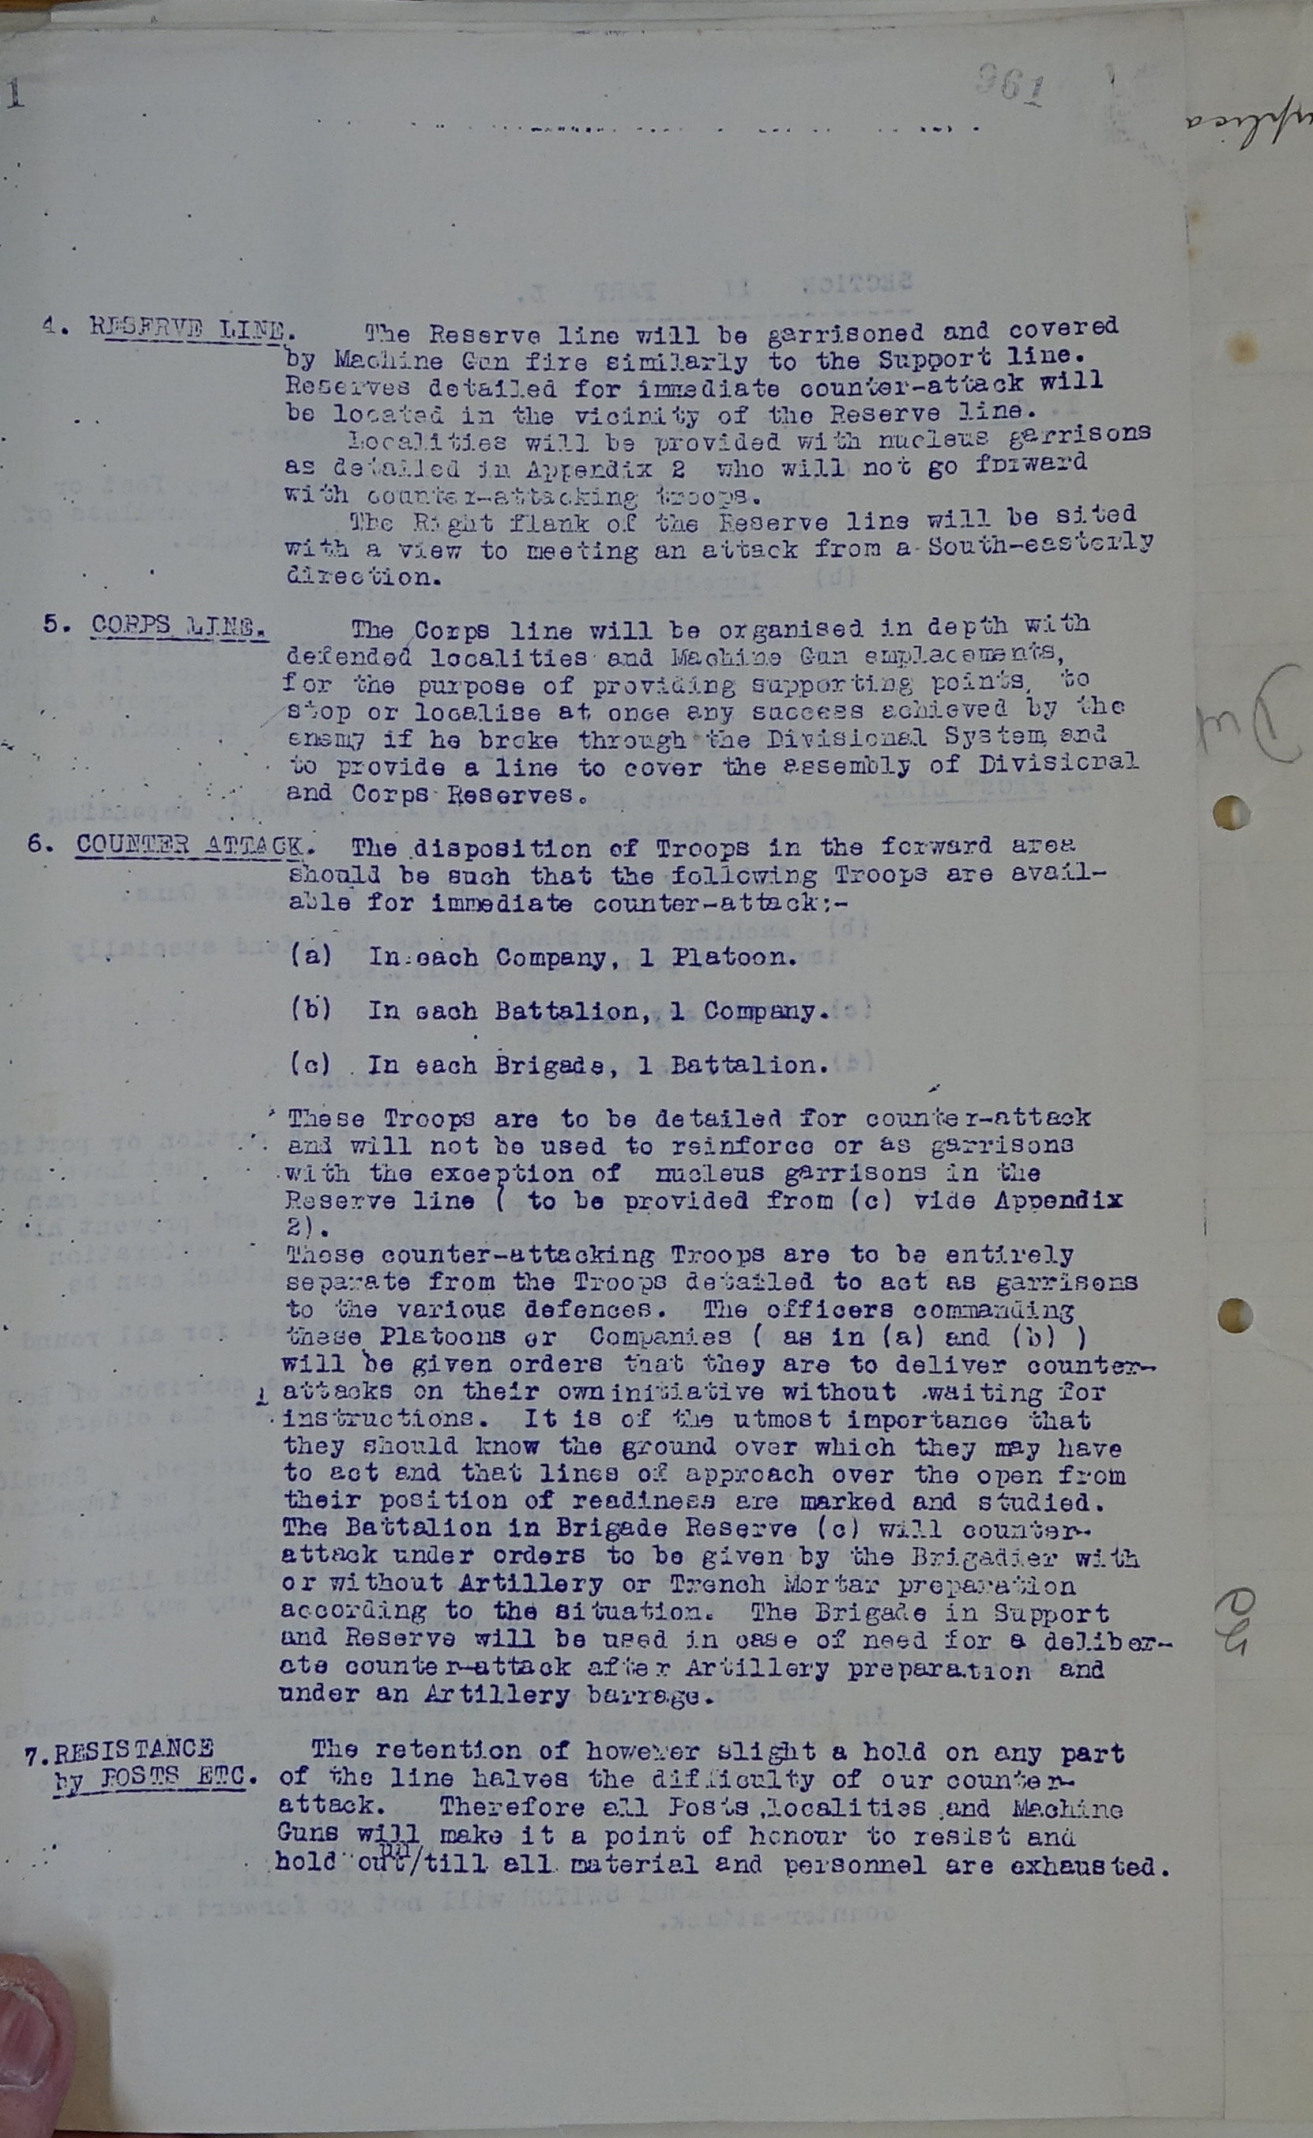 1
961
4. RESERVE LINE. The Reserve line will be garrisoned and covered
by Machine Gun fire similarly to the Support line.
Reserves detailed for immediate counter-attack will
be located in the vicinity of the Reserve line.
Localities will be provided with nucleus garrisons
as detailed in Appendix 2 who will not go forward
with counter-attacking troops.
The Right flank of the Reserve line will be sited
with a view to meeting an attack from a South-easterly
direction.
5. CORPS LINE. The Corps line will be organised in depth with
defended localities and Machine Gun emplacements,
for the purpose of providing supporting points, to
stop or localise at once any success achieved by the
enemy if he broke through the Divisional System and
to provide a line to cover the assembly of Divisional
and Corps Reserves.
6. COUNTER ATTACK. The disposition of Troops in the forward area
should be such that the following Troops are avail-
able for immediate counter-attack:-
(a) In each Company, 1 Platoon.
(b) In each Battalion, 1 Company.
(c) In each Brigade, 1 Battalion.
These Troops are to be detailed for counter-attack
and will not be used to reinforce or as garrisons
with the exception of nucleus garrisons in the
Reserve line ( to be provided from (c) vide Appendix
2).
These counter-attacking Troops are to be entirely
separate from the Troops detailed to act as garrisons
to the various defences. The officers commanding
these Platoons or Companies ( as in (a) and (b) )
will be given orders that they are to deliver counter-
attacks on their own initiative without waiting for
instructions. It is of the utmost importance that
they should know the ground over which they may have
to act and that lines of approach over the open from
their position of readiness are marked and studied.
The Battalion in Brigade Reserve (c) will counter-
attack under orders to be given by the Brigadier with
or without Artillery or Trench Mortar preparation
according to the situation. The Brigade in Support
and Reserve will be used in case of need for a deliber-
ate counter-attack after Artillery preparation and
under an Artillery barrage.
7. RESISTANCE The retention of however slight a hold on any part
by POSTS ETC. of the line halves the difficulty of our counter-
attack. Therefore all Posts, localities and Machine
Guns will make it a point of honour to resist and
hold out/till all material and personnel are exhausted.